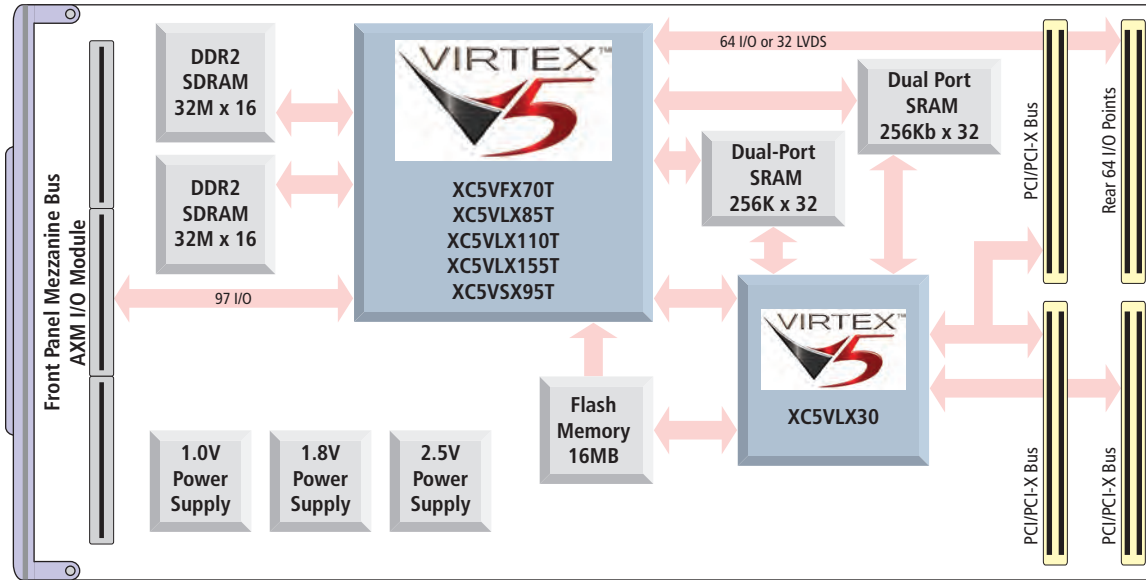 Front Panel Mezzanine Bus
AXM I/O Module
DDR2
SDRAM
32M x 16
DDR2
SDRAM
32M x 16
97 I/O
VIRTEX™
5
XC5VFX70T
XC5VLX85T
XC5VLX110T
XC5VLX155T
XC5VSX95T
64 I/O or 32 LVDS
Dual Port
SRAM
256Kb x 32
Dual-Port
SRAM
256K x 32
PCI/PCI-X Bus
Rear 64 I/O Points
VIRTEX™
5
XC5VLX30
Flash
Memory
16MB
1.0V
Power
Supply
1.8V
Power
Supply
2.5V
Power
Supply
PCI/PCI-X Bus
PCI/PCI-X Bus